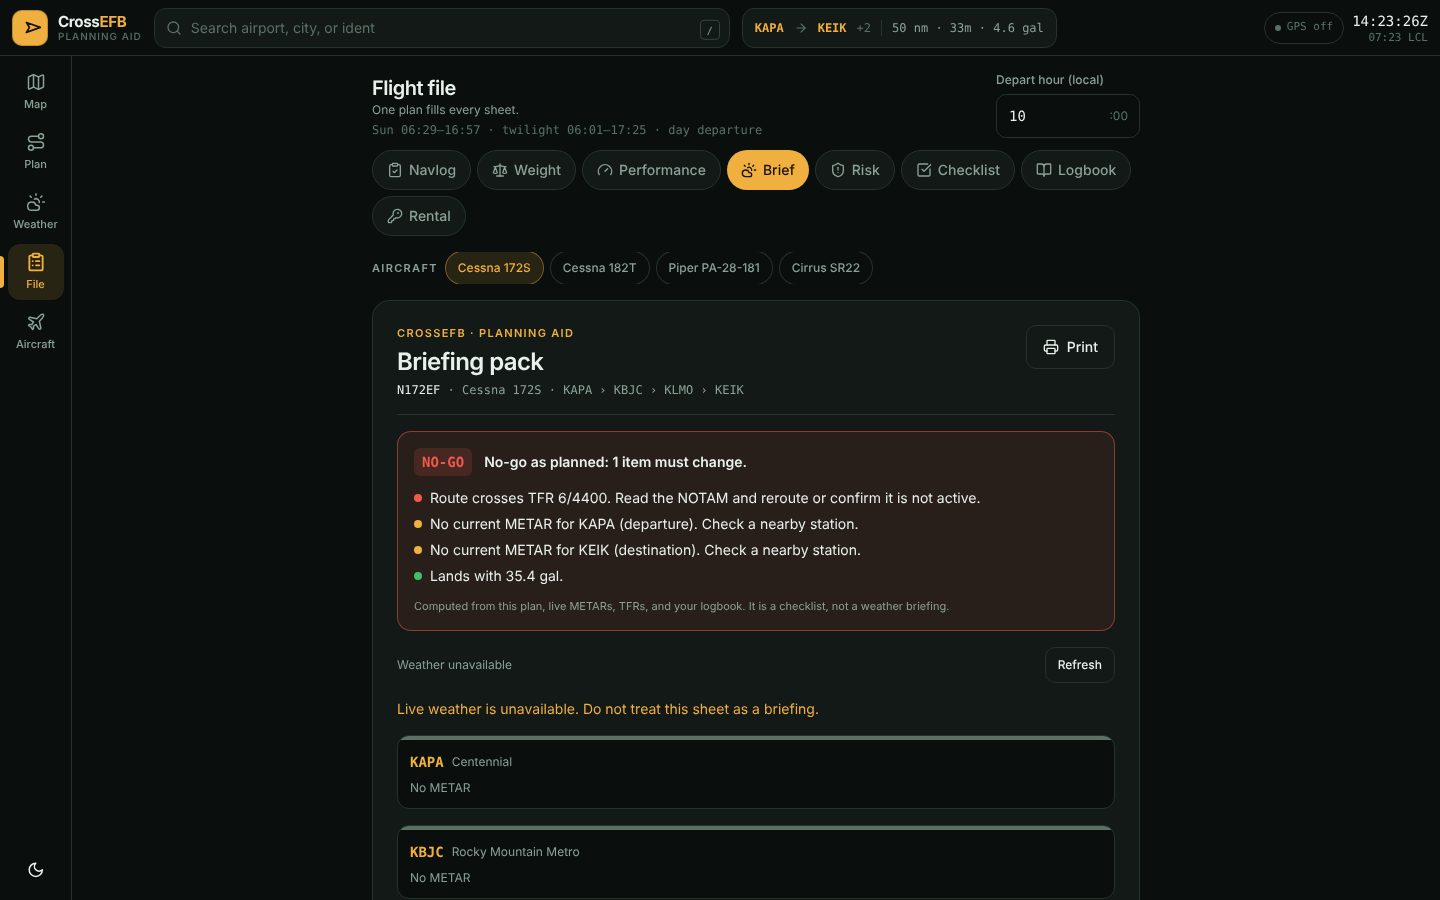 CrossEFB
PLANNING AID
Search airport, city, or ident
/
KAPA → KEIK +2 50 nm · 33m · 4.6 gal
GPS off
14:23:26Z
07:23 LCL
Map
Plan
Weather
File
Aircraft
Flight file
One plan fills every sheet.
Sun 06:29–16:57 · twilight 06:01–17:25 · day departure
Depart hour (local)
10 :00
Navlog
Weight
Performance
Brief
Risk
Checklist
Logbook
Rental
AIRCRAFT
Cessna 172S
Cessna 182T
Piper PA-28-181
Cirrus SR22
CROSSEFB · PLANNING AID
Briefing pack
N172EF · Cessna 172S · KAPA › KBJC › KLMO › KEIK
Print
NO-GO No-go as planned: 1 item must change.
Route crosses TFR 6/4400. Read the NOTAM and reroute or confirm it is not active.
No current METAR for KAPA (departure). Check a nearby station.
No current METAR for KEIK (destination). Check a nearby station.
Lands with 35.4 gal.
Computed from this plan, live METARs, TFRs, and your logbook. It is a checklist, not a weather briefing.
Weather unavailable
Refresh
Live weather is unavailable. Do not treat this sheet as a briefing.
KAPA Centennial
No METAR
KBJC Rocky Mountain Metro
No METAR